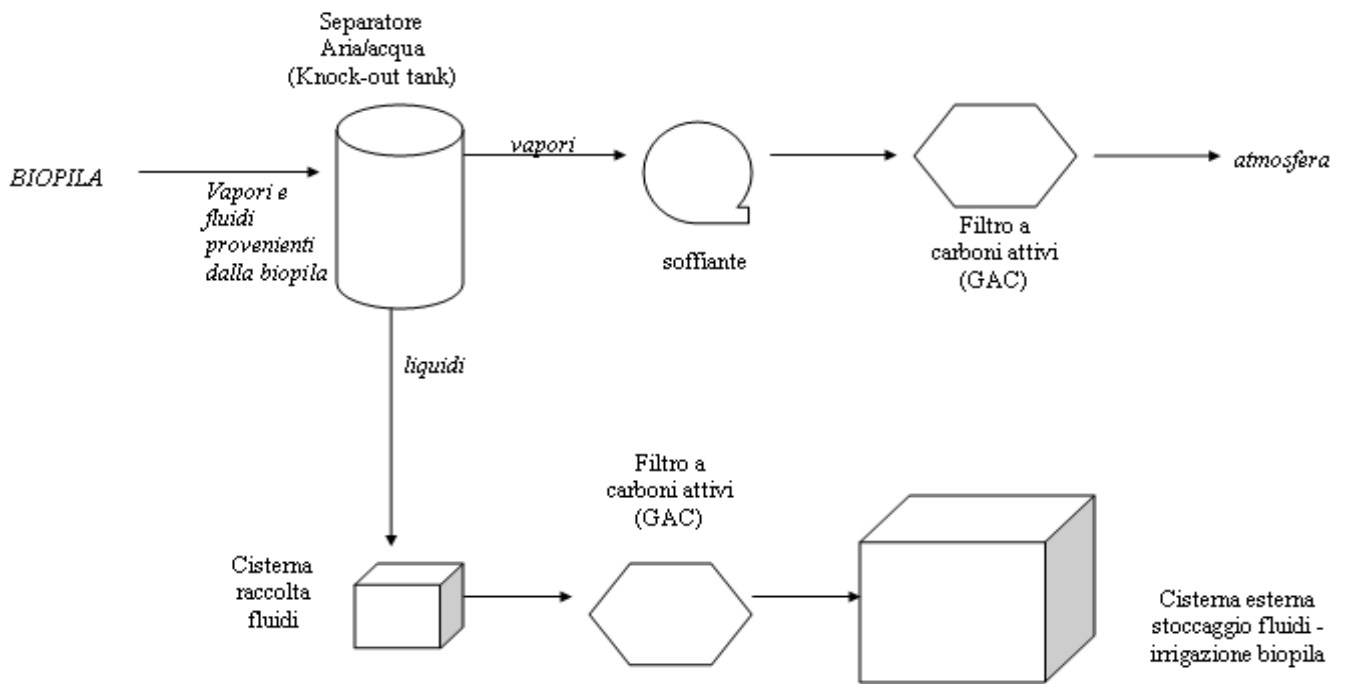 Separatore
Aria/acqua
(Knock-out tank)
BIOPILA
Vapori e
fluidi
provenienti
dalla biopila
vapori
soffiante
Filtro a
carboni attivi
(GAC)
atmosfera
liquidi
Cisterna
raccolta
fluidi
Filtro a
carboni attivi
(GAC)
Cisterna esterna
stoccaggio fluidi -
irrigazione biopila